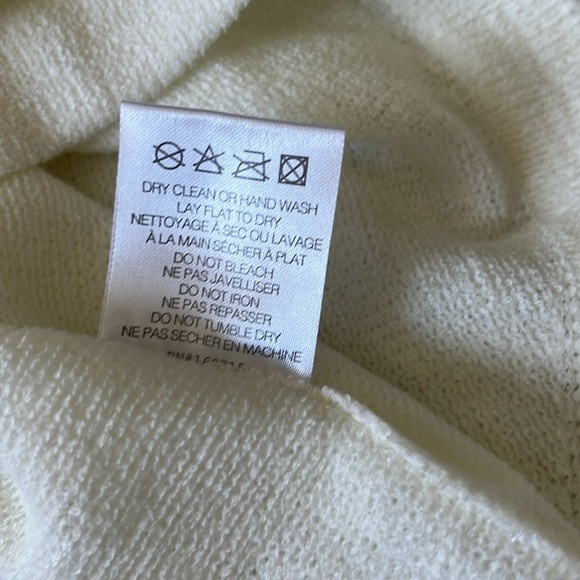 DRY CLEAN OR HAND WASH
LAY FLAT TO DRY
NETTOYAGE À SEC OU LAVAGE
À LA MAIN SÉCHER À PLAT
DO NOT BLEACH
NE PAS JAVELLISER
DO NOT IRON
NE PAS REPASSER
DO NOT TUMBLE DRY
NE PAS SÉCHER EN MACHINE